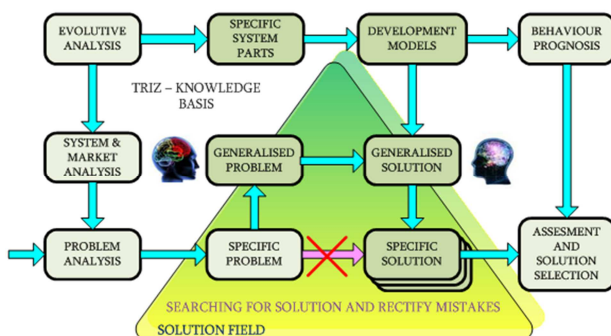 EVOLUTIVE
ANALYSIS
SPECIFIC
SYSTEM
PARTS
DEVELOPMENT
MODELS
BEHAVIOUR
PROGNOSIS
TRIZ – KNOWLEDGE
BASIS
SYSTEM &
MARKET
ANALYSIS
GENERALISED
PROBLEM
GENERALISED
SOLUTION
PROBLEM
ANALYSIS
SPECIFIC
PROBLEM
SPECIFIC
SOLUTION
ASSESMENT AND
SOLUTION
SELECTION
SEARCHING FOR SOLUTION AND RECTIFY MISTAKES
SOLUTION FIELD